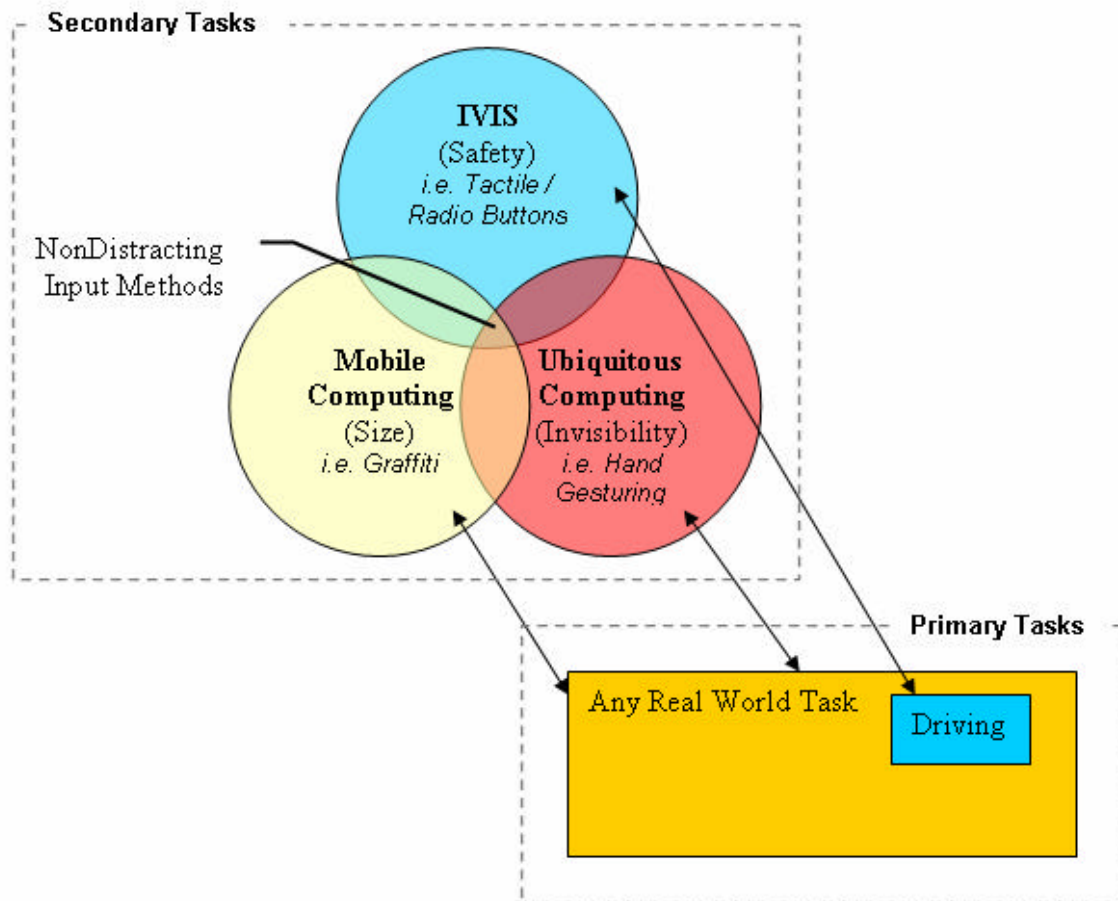 Secondary Tasks
IVIS
(Safety)
i.e. Tactile /
Radio Buttons
NonDistracting
Input Methods
Mobile
Computing
(Size)
i.e. Graffiti
Ubiquitous
Computing
(Invisibility)
i.e. Hand
Gesturing
Primary Tasks
Any Real World Task
Driving